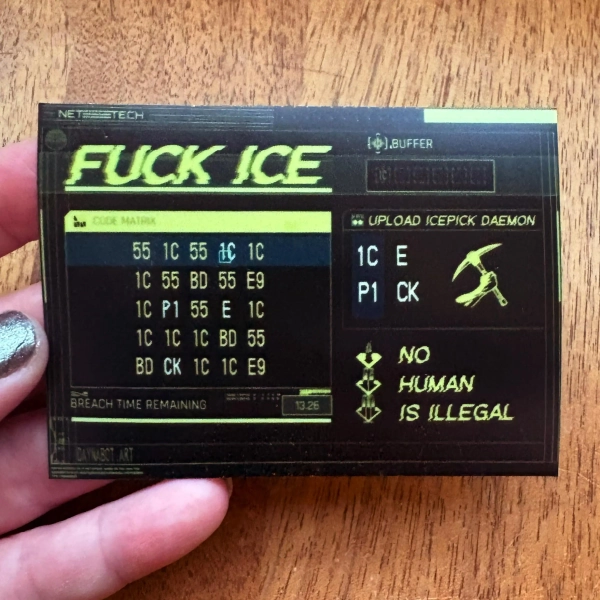 NET TECH
FUCK ICE
BUFFER
CODE MATRIX
55 1C 55 1C 1C
1C 55 BD 55 E9
1C P1 55 E 1C
1C 1C 1C BD 55
BD CK 1C 1C E9
BREACH TIME REMAINING
13.26
UPLOAD ICEPICK DAEMON
1C E
P1 CK
NO
HUMAN
IS ILLEGAL
DAYNABOT.ART